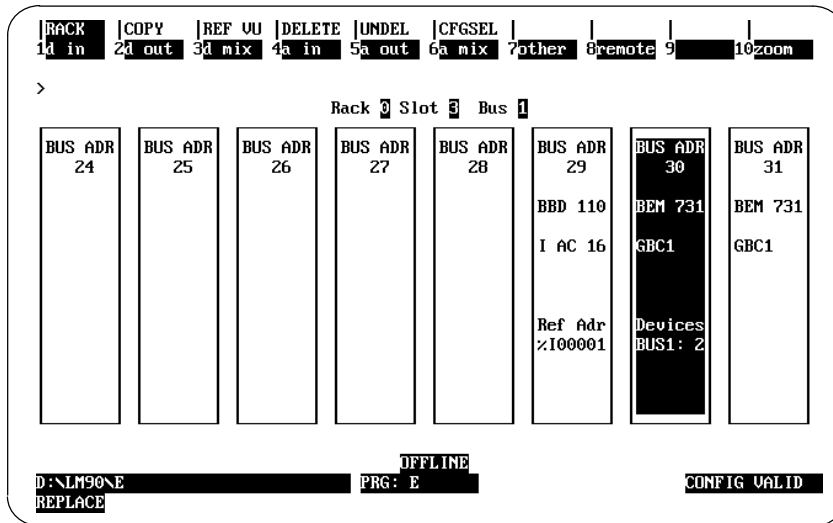 |RACK |COPY |REF VU |DELETE |UNDEL |CFGSEL | | |
1d in 2d out 3d mix 4a in 5a out 6a mix 7other 8remote 9 10zoom
>
Rack 0 Slot 3 Bus 1
BUS ADR BUS ADR BUS ADR BUS ADR BUS ADR BUS ADR BUS ADR BUS ADR
24 25 26 27 28 29 30 31
BBD 110 BEM 731 BEM 731
I AC 16 GBC1 GBC1
Ref Adr Devices
%I00001 BUS1: 2
OFFLINE
D:\LM90\E PRG: E CONFIG VALID
REPLACE